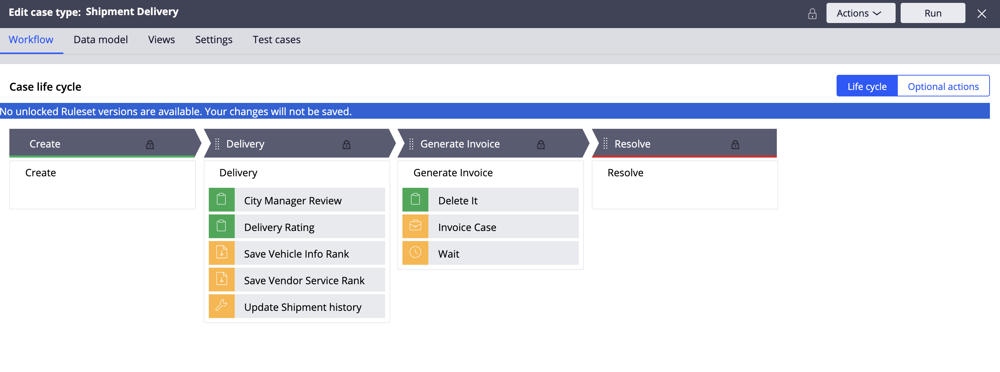 Edit case type: Shipment Delivery
Actions
Run
Workflow
Data model
Views
Settings
Test cases
Case life cycle
Life cycle
Optional actions
No unlocked Ruleset versions are available. Your changes will not be saved.
Create
Delivery
Generate Invoice
Resolve
Create
Delivery
City Manager Review
Delivery Rating
Save Vehicle Info Rank
Save Vendor Service Rank
Update Shipment history
Generate Invoice
Delete It
Invoice Case
Wait
Resolve